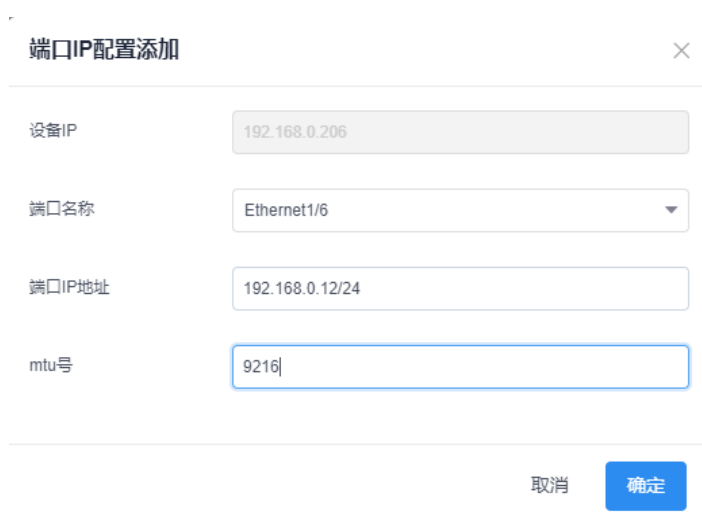 端口IP配置添加
设备IP 192.168.0.206
端口名称 Ethernet1/6
端口IP地址 192.168.0.12/24
mtu号 9216
取消 确定